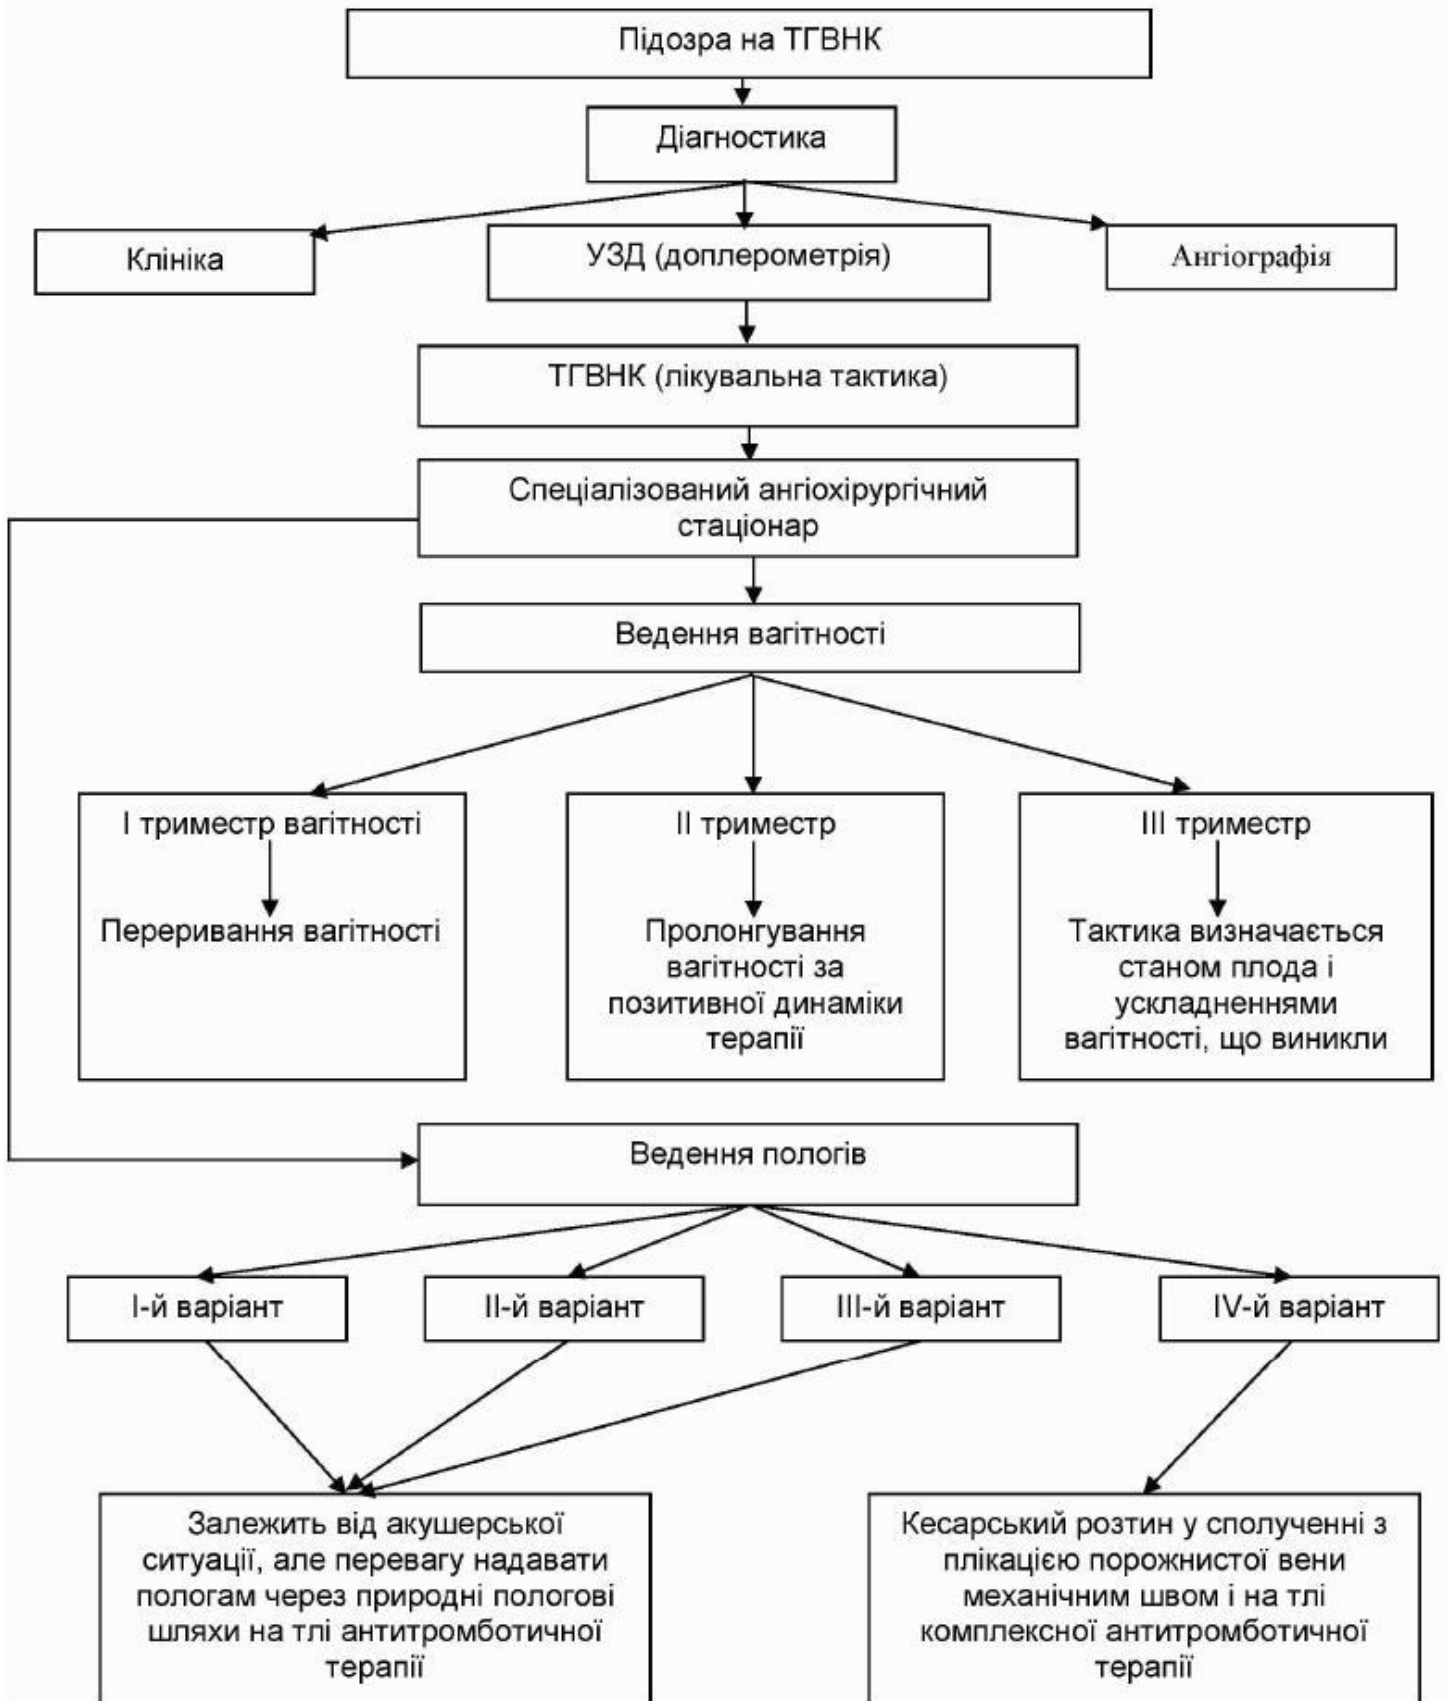 Підозра на ТГВНК
Діагностика
Клініка
УЗД (доплерометрія)
Ангіографія
ТГВНК (лікувальна тактика)
Спеціалізований ангіохірургічний
стаціонар
Ведення вагітності
І триместр вагітності
Переривання вагітності
ІІ триместр
Пролонгування
вагітності за
позитивної динаміки
терапії
ІІІ триместр
Тактика визначається
станом плода і
ускладненнями
вагітності, що виникли
Ведення пологів
І-й варіант
ІІ-й варіант
ІІІ-й варіант
IV-й варіант
Залежить від акушерської
ситуації, але перевагу надавати
пологам через природні пологові
шляхи на тлі антитромботичної
терапії
Кесарський розтин у сполученні з
плікацією порожнистої вени
механічним швом і на тлі
комплексної антитромботичної
терапії